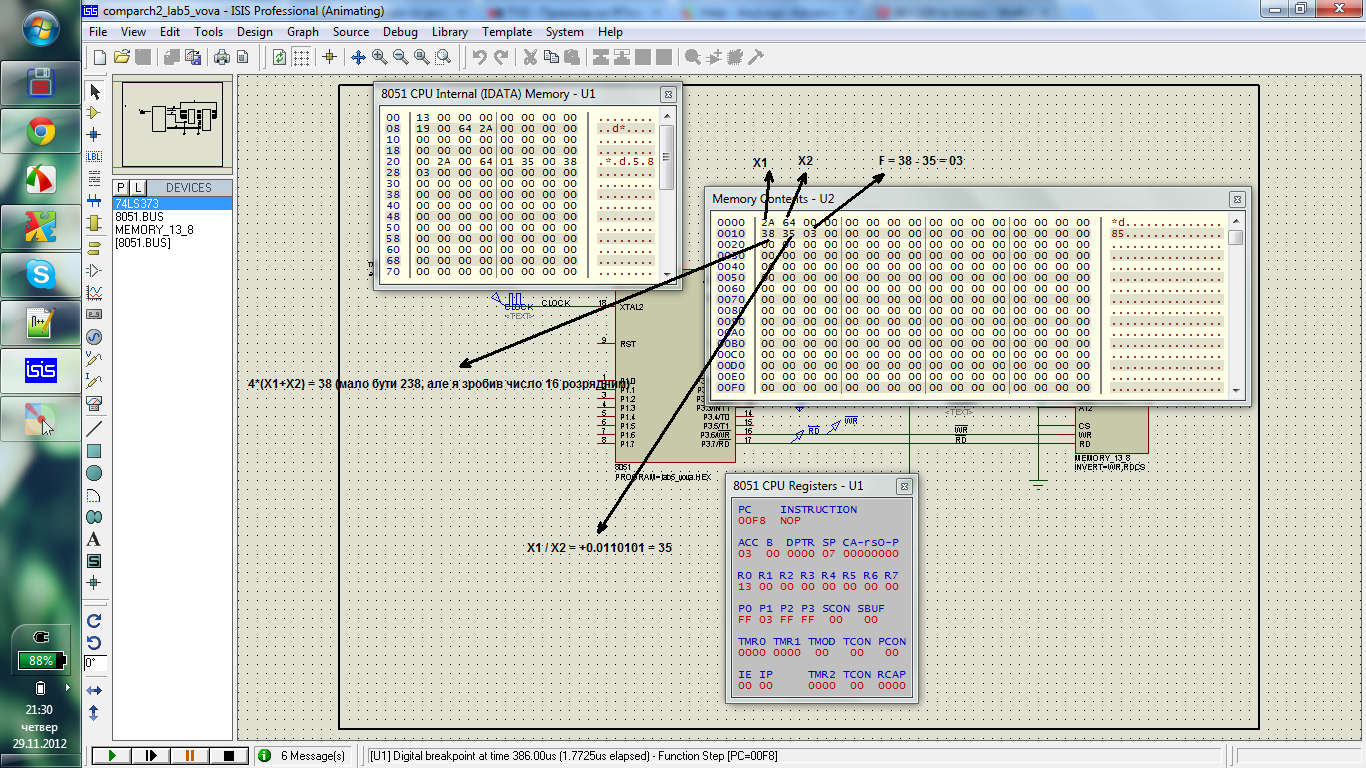 comparch2_lab5_vova - ISIS Professional (Animating)
File View Edit Tools Design Graph Source Debug Library Template System Help
P L DEVICES
74LS373
8051.BUS
MEMORY_13_8
[8051.BUS]
LBL
8051 CPU Internal (IDATA) Memory - U1
00 13 00 00 00 00 00 00 00 ........
08 19 00 64 2A 00 00 00 00 ..d*....
10 00 00 00 00 00 00 00 00 ........
18 00 00 00 00 00 00 00 00 ........
20 00 2A 00 64 01 35 00 38 .*.d.5.8
28 03 00 00 00 00 00 00 00 ........
30 00 00 00 00 00 00 00 00 ........
38 00 00 00 00 00 00 00 00 ........
40 00 00 00 00 00 00 00 00 ........
48 00 00 00 00 00 00 00 00 ........
50 00 00 00 00 00 00 00 00 ........
58 00 00 00 00 00 00 00 00 ........
60 00 00 00 00 00 00 00 00 ........
68 00 00 00 00 00 00 00 00 ........
70 00 00 00 00 00 00 00 00 ........
X1 X2 F = 38 - 35 = 03
Memory Contents - U2
0000 2A 64 00 00 00 00 00 00 00 00 00 00 00 00 00 00 *d..............
0010 38 35 03 00 00 00 00 00 00 00 00 00 00 00 00 00 85..............
0020 00 00 00 00 00 00 00 00 00 00 00 00 00 00 00 00 ................
0030 00 00 00 00 00 00 00 00 00 00 00 00 00 00 00 00 ................
0040 00 00 00 00 00 00 00 00 00 00 00 00 00 00 00 00 ................
0050 00 00 00 00 00 00 00 00 00 00 00 00 00 00 00 00 ................
0060 00 00 00 00 00 00 00 00 00 00 00 00 00 00 00 00 ................
0070 00 00 00 00 00 00 00 00 00 00 00 00 00 00 00 00 ................
0080 00 00 00 00 00 00 00 00 00 00 00 00 00 00 00 00 ................
0090 00 00 00 00 00 00 00 00 00 00 00 00 00 00 00 00 ................
00A0 00 00 00 00 00 00 00 00 00 00 00 00 00 00 00 00 ................
00B0 00 00 00 00 00 00 00 00 00 00 00 00 00 00 00 00 ................
00C0 00 00 00 00 00 00 00 00 00 00 00 00 00 00 00 00 ................
00D0 00 00 00 00 00 00 00 00 00 00 00 00 00 00 00 00 ................
00E0 00 00 00 00 00 00 00 00 00 00 00 00 00 00 00 00 ................
00F0 00 00 00 00 00 00 00 00 00 00 00 00 00 00 00 00 ................
CLOCK CLOCK 18 XTAL2
<TEXT>
9 RST
4*(X1+X2) = 38 (мало бути 238, але я зробив число 16 розрядним)
P1.1
3 P1.2
4 P1.3
5 P1.4
6 P1.5
7 P1.6
8 P1.7
P3.4/T0 14
P3.5/T1 15
P3.6/WR 16
P3.7/RD 17
RD WR
<TEXT>
WR
RD
A12
CS
WR
RD
MEMORY_13_8
INVERT=WR,RD,CS
8051
PROGRAM=lab5_vova.HEX
X1 / X2 = +0.0110101 = 35
8051 CPU Registers - U1
PC INSTRUCTION
00F8 NOP
ACC B DPTR SP CA-rs0-P
03 00 0000 07 00000000
R0 R1 R2 R3 R4 R5 R6 R7
13 00 00 00 00 00 00 00
P0 P1 P2 P3 SCON SBUF
FF 03 FF FF 00 00
TMR0 TMR1 TMOD TCON PCON
0000 0000 00 00 00
IE IP TMR2 TCON RCAP
00 00 0000 00 0000
0°
88%
21:30
четвер
29.11.2012
6 Message(s)
[U1] Digital breakpoint at time 386.00us (1.7725us elapsed) - Function Step [PC=00F8]